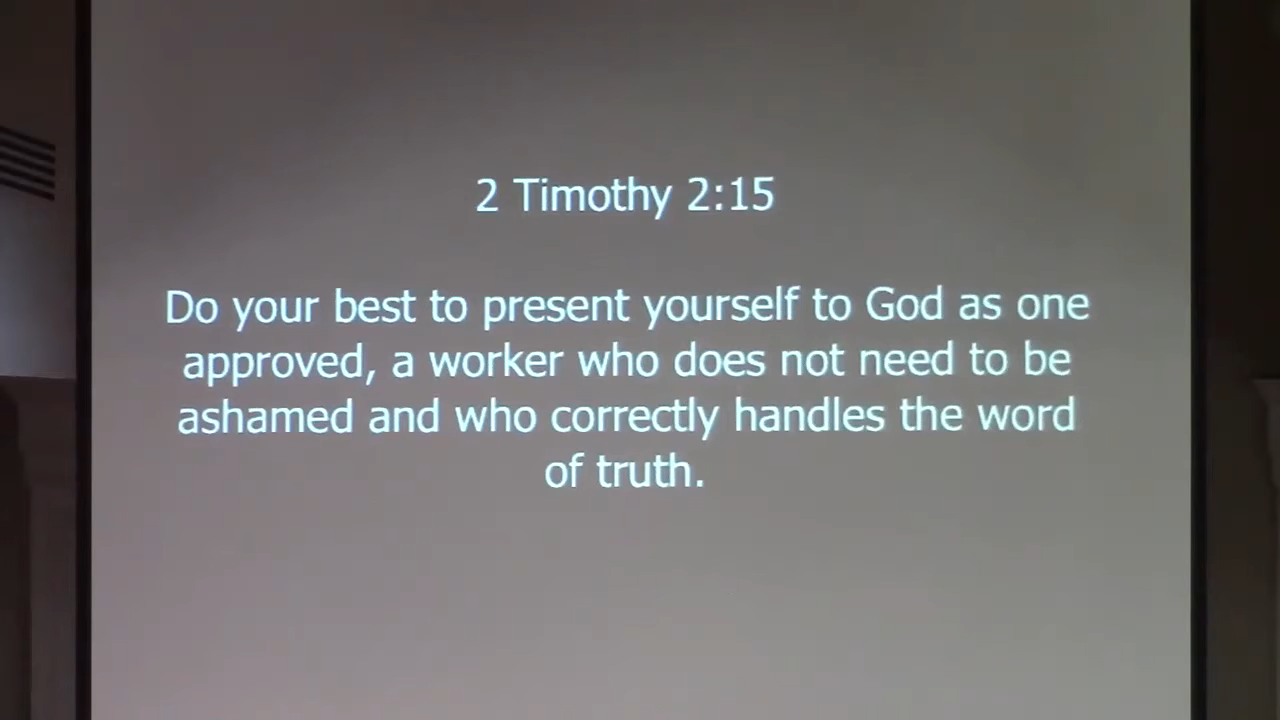 2 Timothy 2:15
Do your best to present yourself to God as one
approved, a worker who does not need to be
ashamed and who correctly handles the word
of truth.